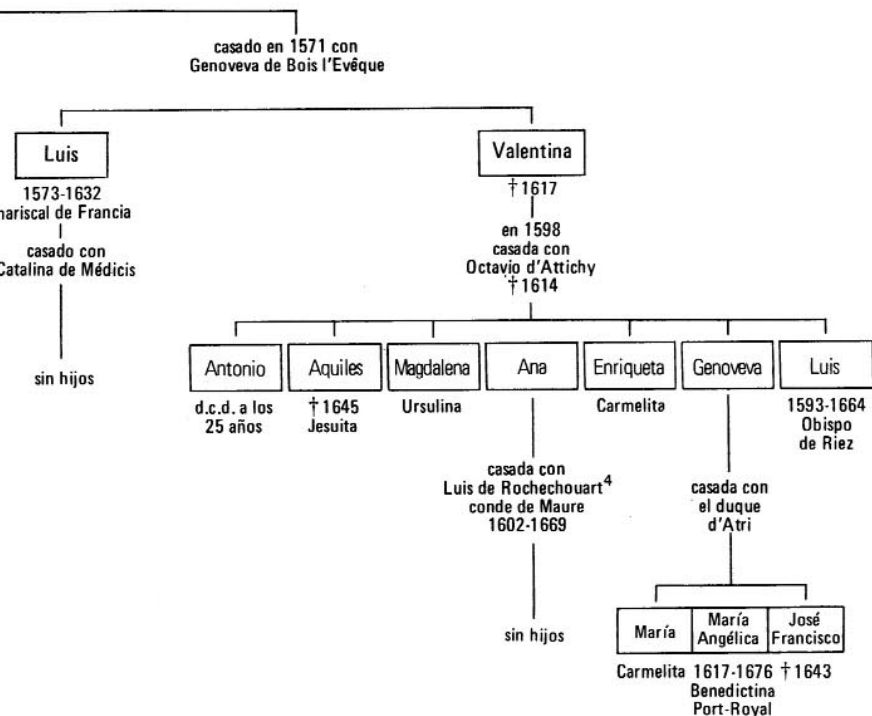 casado en 1571 con
Genoveva de Bois l'Evêque
Luis
1573-1632
mariscal de Francia
casado con
Catalina de Médicis
sin hijos
Valentina
†1617
en 1598
casada con
Octavio d'Attichy
†1614
Antonio
d.c.d. a los
25 años
Aquiles
†1645
Jesuita
Magdalena
Ursulina
Ana
casada con
Luis de Rochechouart⁴
conde de Maure
1602-1669
sin hijos
Enriqueta
Carmelita
Genoveva
casada con
el duque
d'Atri
Luis
1593-1664
Obispo
de Riez
María
Carmelita
María
Angélica
1617-1676
Benedictina
Port-Royal
José
Francisco
†1643